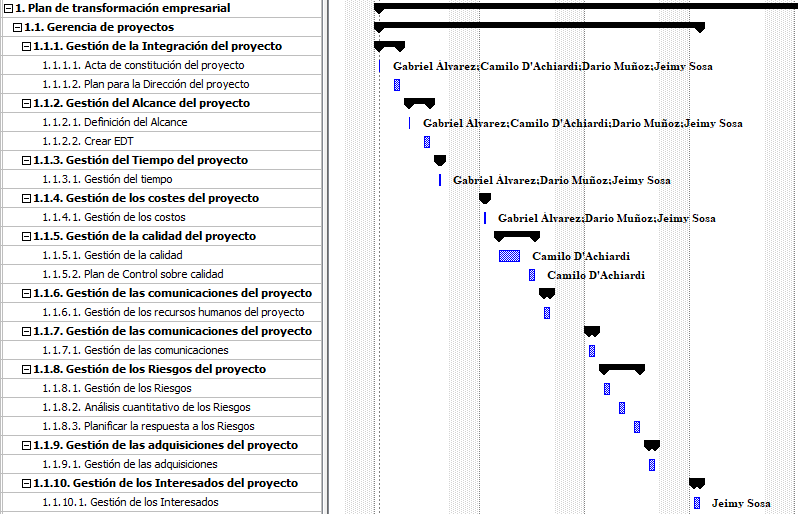 1. Plan de transformación empresarial
1.1. Gerencia de proyectos
1.1.1. Gestión de la Integración del proyecto
1.1.1.1. Acta de constitución del proyecto Gabriel Álvarez;Camilo D'Achiardi;Dario Muñoz;Jeimy Sosa
1.1.1.2. Plan para la Dirección del proyecto
1.1.2. Gestión del Alcance del proyecto
1.1.2.1. Definición del Alcance Gabriel Álvarez;Camilo D'Achiardi;Dario Muñoz;Jeimy Sosa
1.1.2.2. Crear EDT
1.1.3. Gestión del Tiempo del proyecto
1.1.3.1. Gestión del tiempo Gabriel Álvarez;Dario Muñoz;Jeimy Sosa
1.1.4. Gestión de los costes del proyecto
1.1.4.1. Gestión de los costos Gabriel Álvarez;Dario Muñoz;Jeimy Sosa
1.1.5. Gestión de la calidad del proyecto
1.1.5.1. Gestión de la calidad Camilo D'Achiardi
1.1.5.2. Plan de Control sobre calidad Camilo D'Achiardi
1.1.6. Gestión de las comunicaciones del proyecto
1.1.6.1. Gestión de los recursos humanos del proyecto
1.1.7. Gestión de las comunicaciones del proyecto
1.1.7.1. Gestión de las comunicaciones
1.1.8. Gestión de los Riesgos del proyecto
1.1.8.1. Gestión de los Riesgos
1.1.8.2. Análisis cuantitativo de los Riesgos
1.1.8.3. Planificar la respuesta a los Riesgos
1.1.9. Gestión de las adquisiciones del proyecto
1.1.9.1. Gestión de las adquisiciones
1.1.10. Gestión de los Interesados del proyecto
1.1.10.1. Gestión de los Interesados Jeimy Sosa